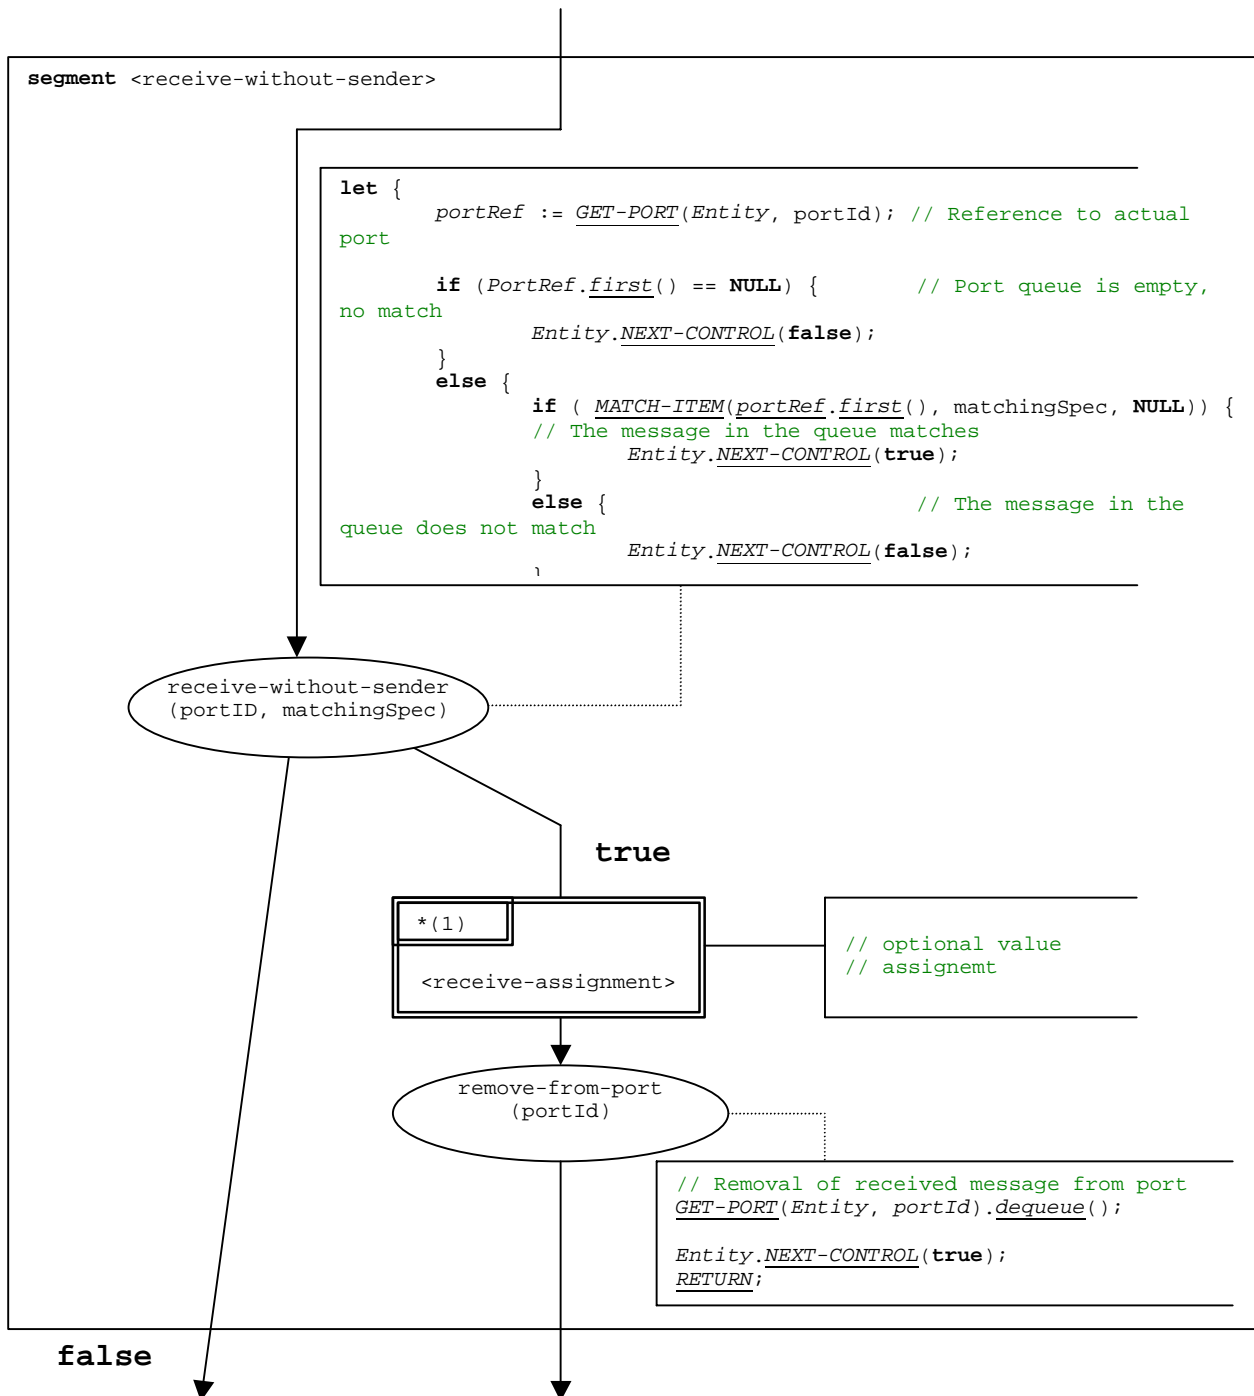 segment <receive-without-sender>
let {
portRef := GET-PORT(Entity, portId); // Reference to actual
port
if (PortRef.first() == NULL) { // Port queue is empty,
no match
Entity.NEXT-CONTROL(false);
}
else {
if ( MATCH-ITEM(portRef.first(), matchingSpec, NULL)) {
// The message in the queue matches
Entity.NEXT-CONTROL(true);
}
else { // The message in the
queue does not match
Entity.NEXT-CONTROL(false);
}
receive-without-sender
(portID, matchingSpec)
true
*(1)
<receive-assignment>
// optional value
// assignemt
remove-from-port
(portId)
// Removal of received message from port
GET-PORT(Entity, portId).dequeue();
Entity.NEXT-CONTROL(true);
RETURN;
false